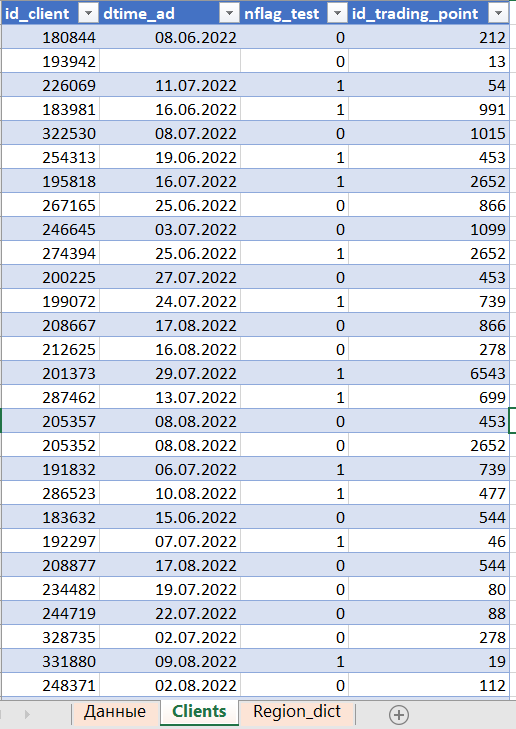 id_client dtime_ad nflag_test id_trading_point
180844 08.06.2022 0 212
193942 0 13
226069 11.07.2022 1 54
183981 16.06.2022 1 991
322530 08.07.2022 0 1015
254313 19.06.2022 1 453
195818 16.07.2022 1 2652
267165 25.06.2022 0 866
246645 03.07.2022 0 1099
274394 25.06.2022 1 2652
200225 27.07.2022 0 453
199072 24.07.2022 1 739
208667 17.08.2022 0 866
212625 16.08.2022 0 278
201373 29.07.2022 1 6543
287462 13.07.2022 1 699
205357 08.08.2022 0 453
205352 08.08.2022 0 2652
191832 06.07.2022 1 739
286523 10.08.2022 1 477
183632 15.06.2022 0 544
192297 07.07.2022 1 46
208877 17.08.2022 0 544
234482 19.07.2022 0 80
244719 22.07.2022 0 88
328735 02.07.2022 0 278
331880 09.08.2022 1 19
248371 02.08.2022 0 112
Данные Clients Region_dict